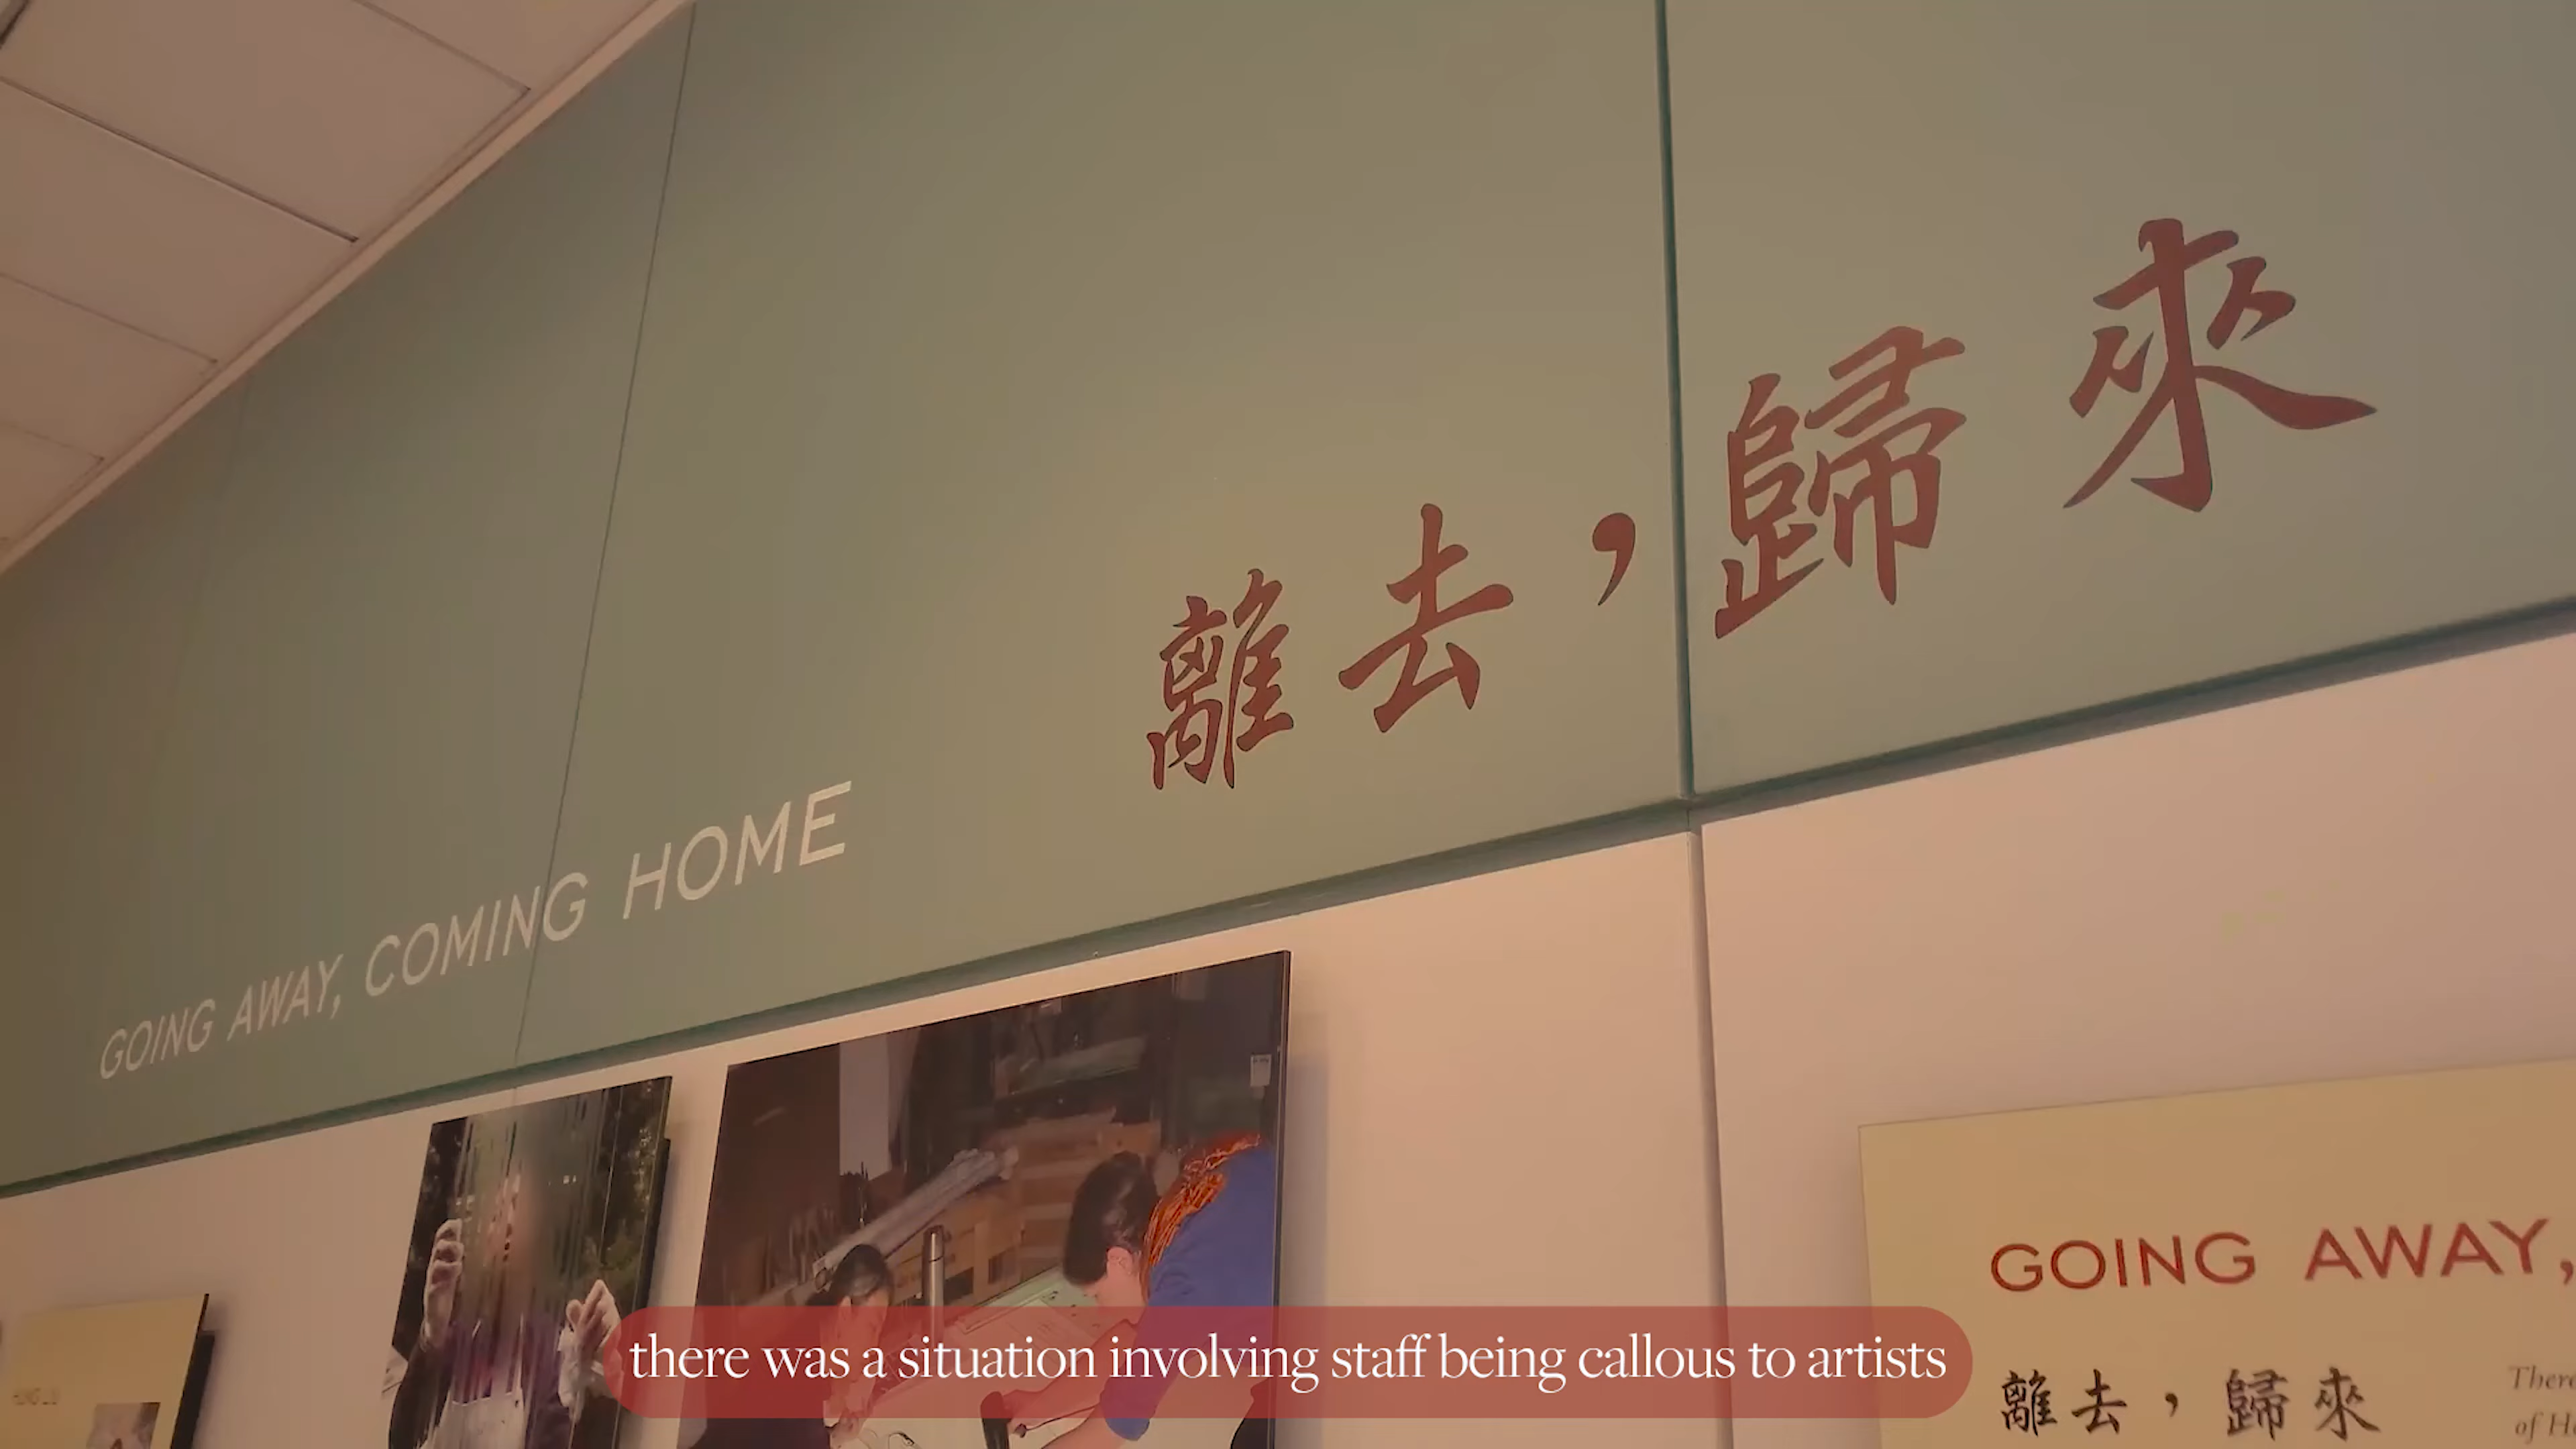 離去，歸來
GOING AWAY, COMING HOME
GOING AWAY,
離去，歸來
there was a situation involving staff being callous to artists